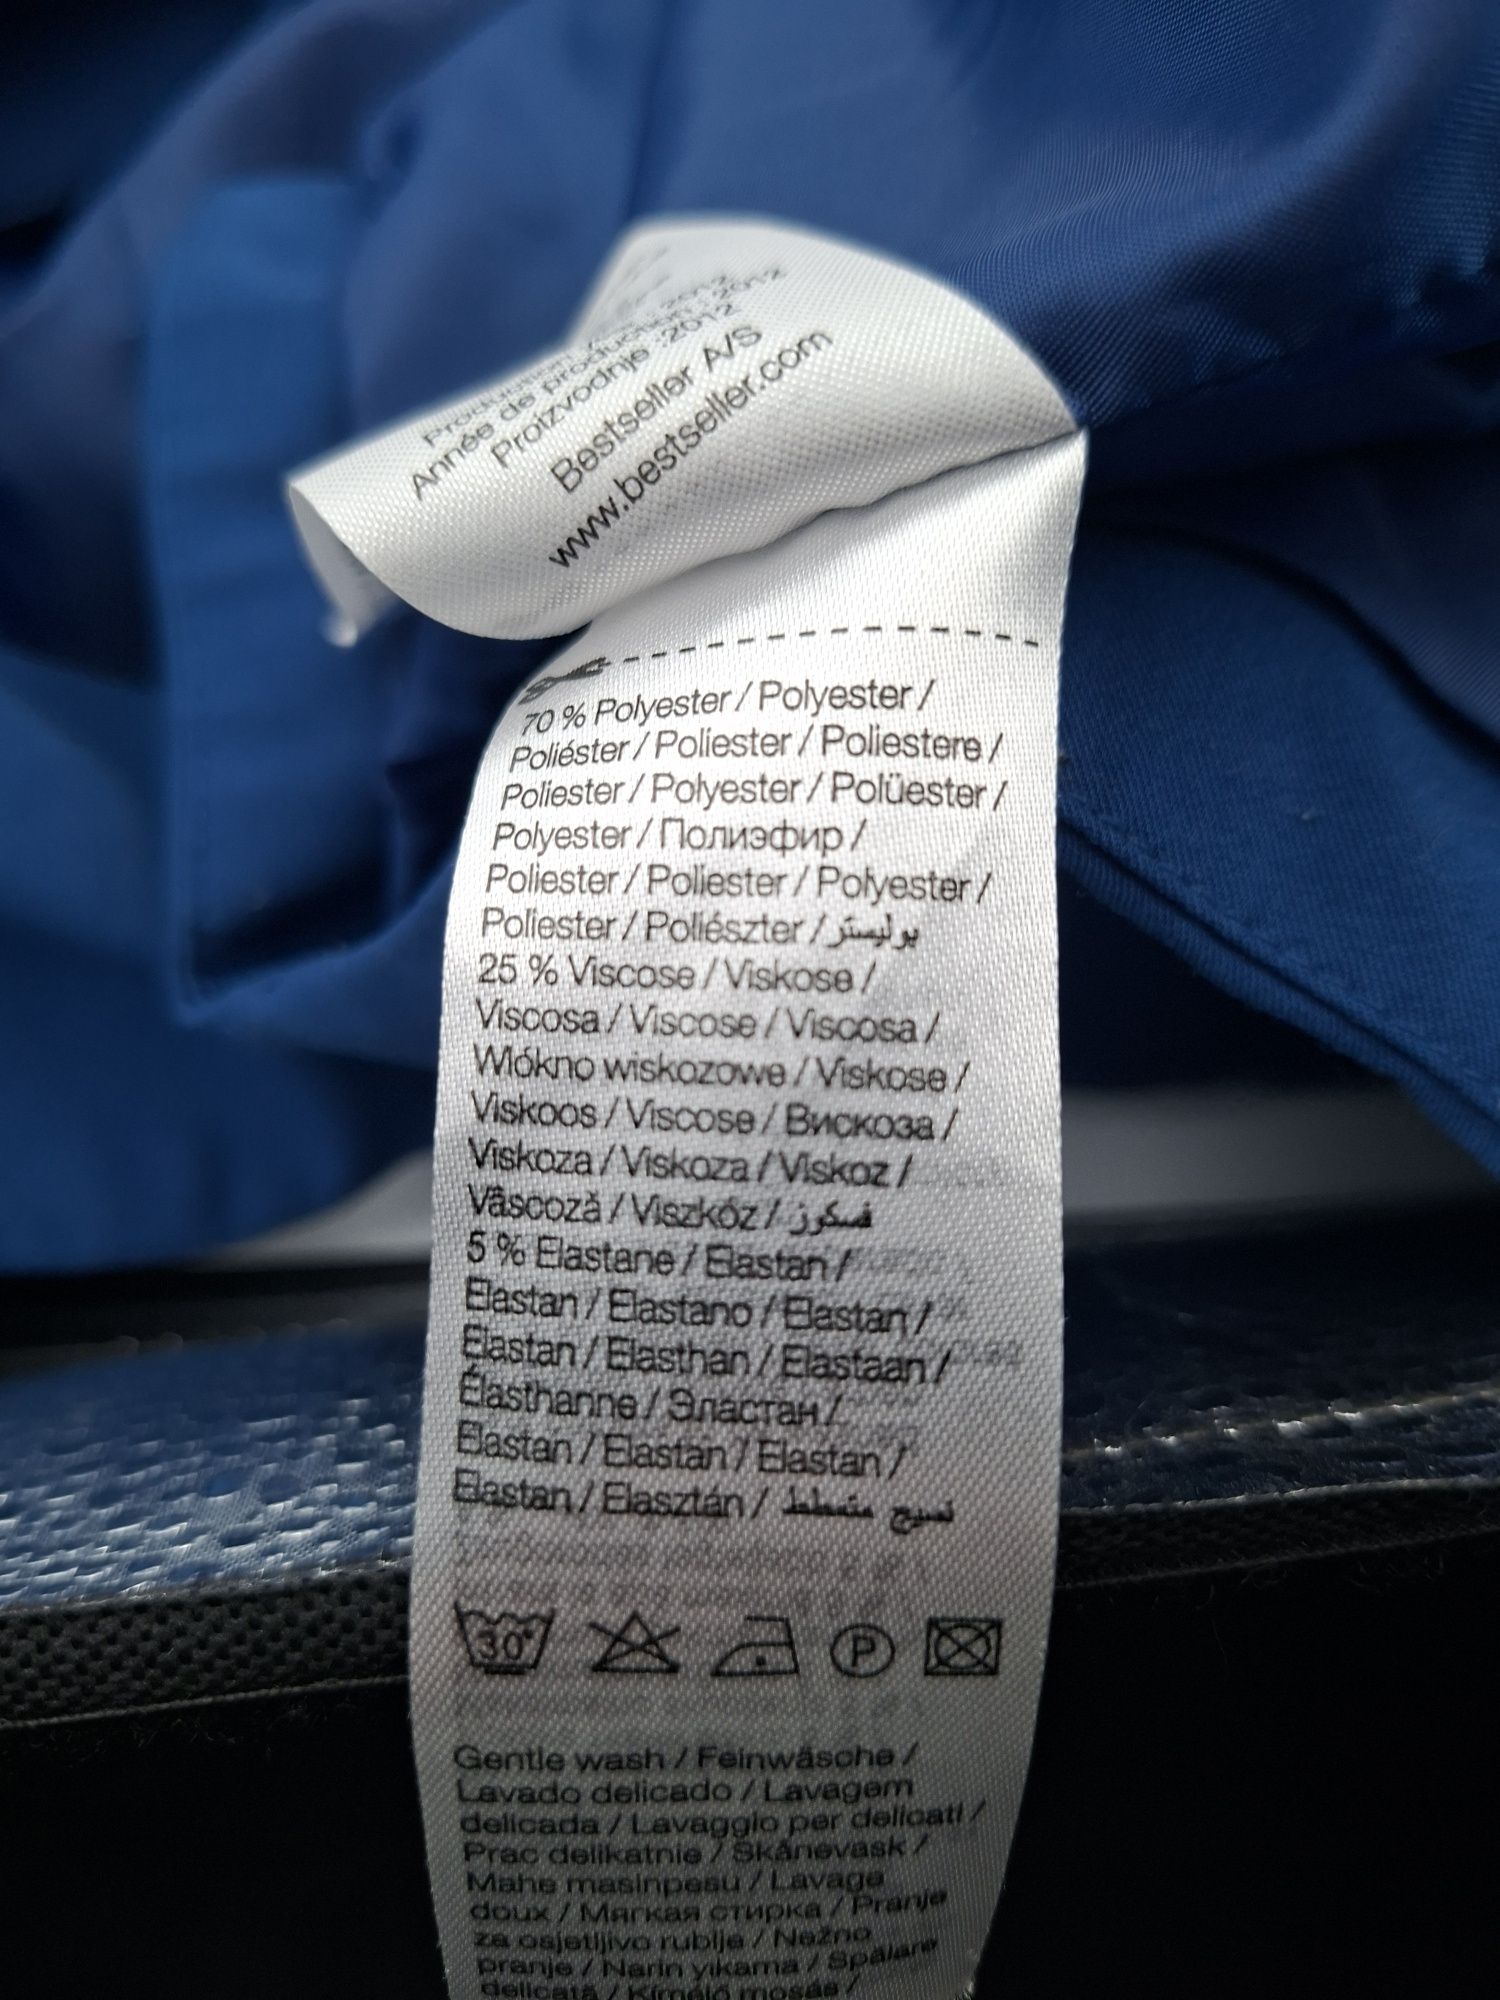 Année de production :2012
Proizvodnje :2012
Bestseller A/S
www.bestseller.com
70 % Polyester / Polyester /
Poliéster / Poliester / Poliestere /
Poliester / Polyester / Polüester /
Polyester / Полиэфир /
Poliester / Poliester / Polyester /
Poliester / Poliészter / بوليستر
25 % Viscose / Viskose /
Viscosa / Viscose / Viscosa /
Wlókno wiskozowe / Viskose /
Viskoos / Viscose / Вискоза /
Viskoza / Viskoza / Viskoz /
Vâscoză / Viszkóz / فسكوز
5 % Elastane / Elastan /
Elastan / Elastano / Elastan /
Elastan / Elasthan / Elastaan /
Élasthanne / Эластан /
Elastan / Elastan / Elastan /
Elastan / Elasztán / نسيج متمطط
30°
P
Gentle wash / Feinwäsche /
Lavado delicado / Lavagem
delicada / Lavaggio per delicati /
Prac delikatnie / Skånevask /
Mahe masinpesu / Lavage
doux / Мягкая стирка / Pranje
za osjetljivo rublje / Nežno
pranje / Narin yıkama / Spălare
delicată / Kímélő mosás /